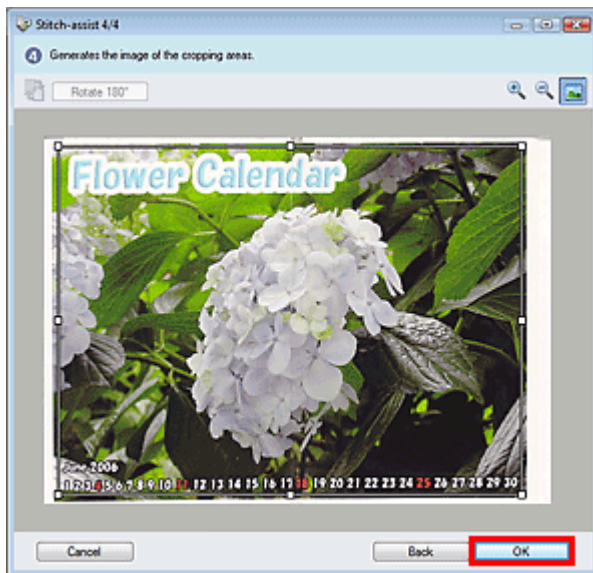 Stitch-assist 4/4
4 Generates the image of the cropping areas.
Rotate 180°
Flower Calendar
June 2006
1 2 3 4 5 6 7 8 9 10 11 12 13 14 15 16 17 18 19 20 21 22 23 24 25 26 27 28 29 30
Cancel Back OK